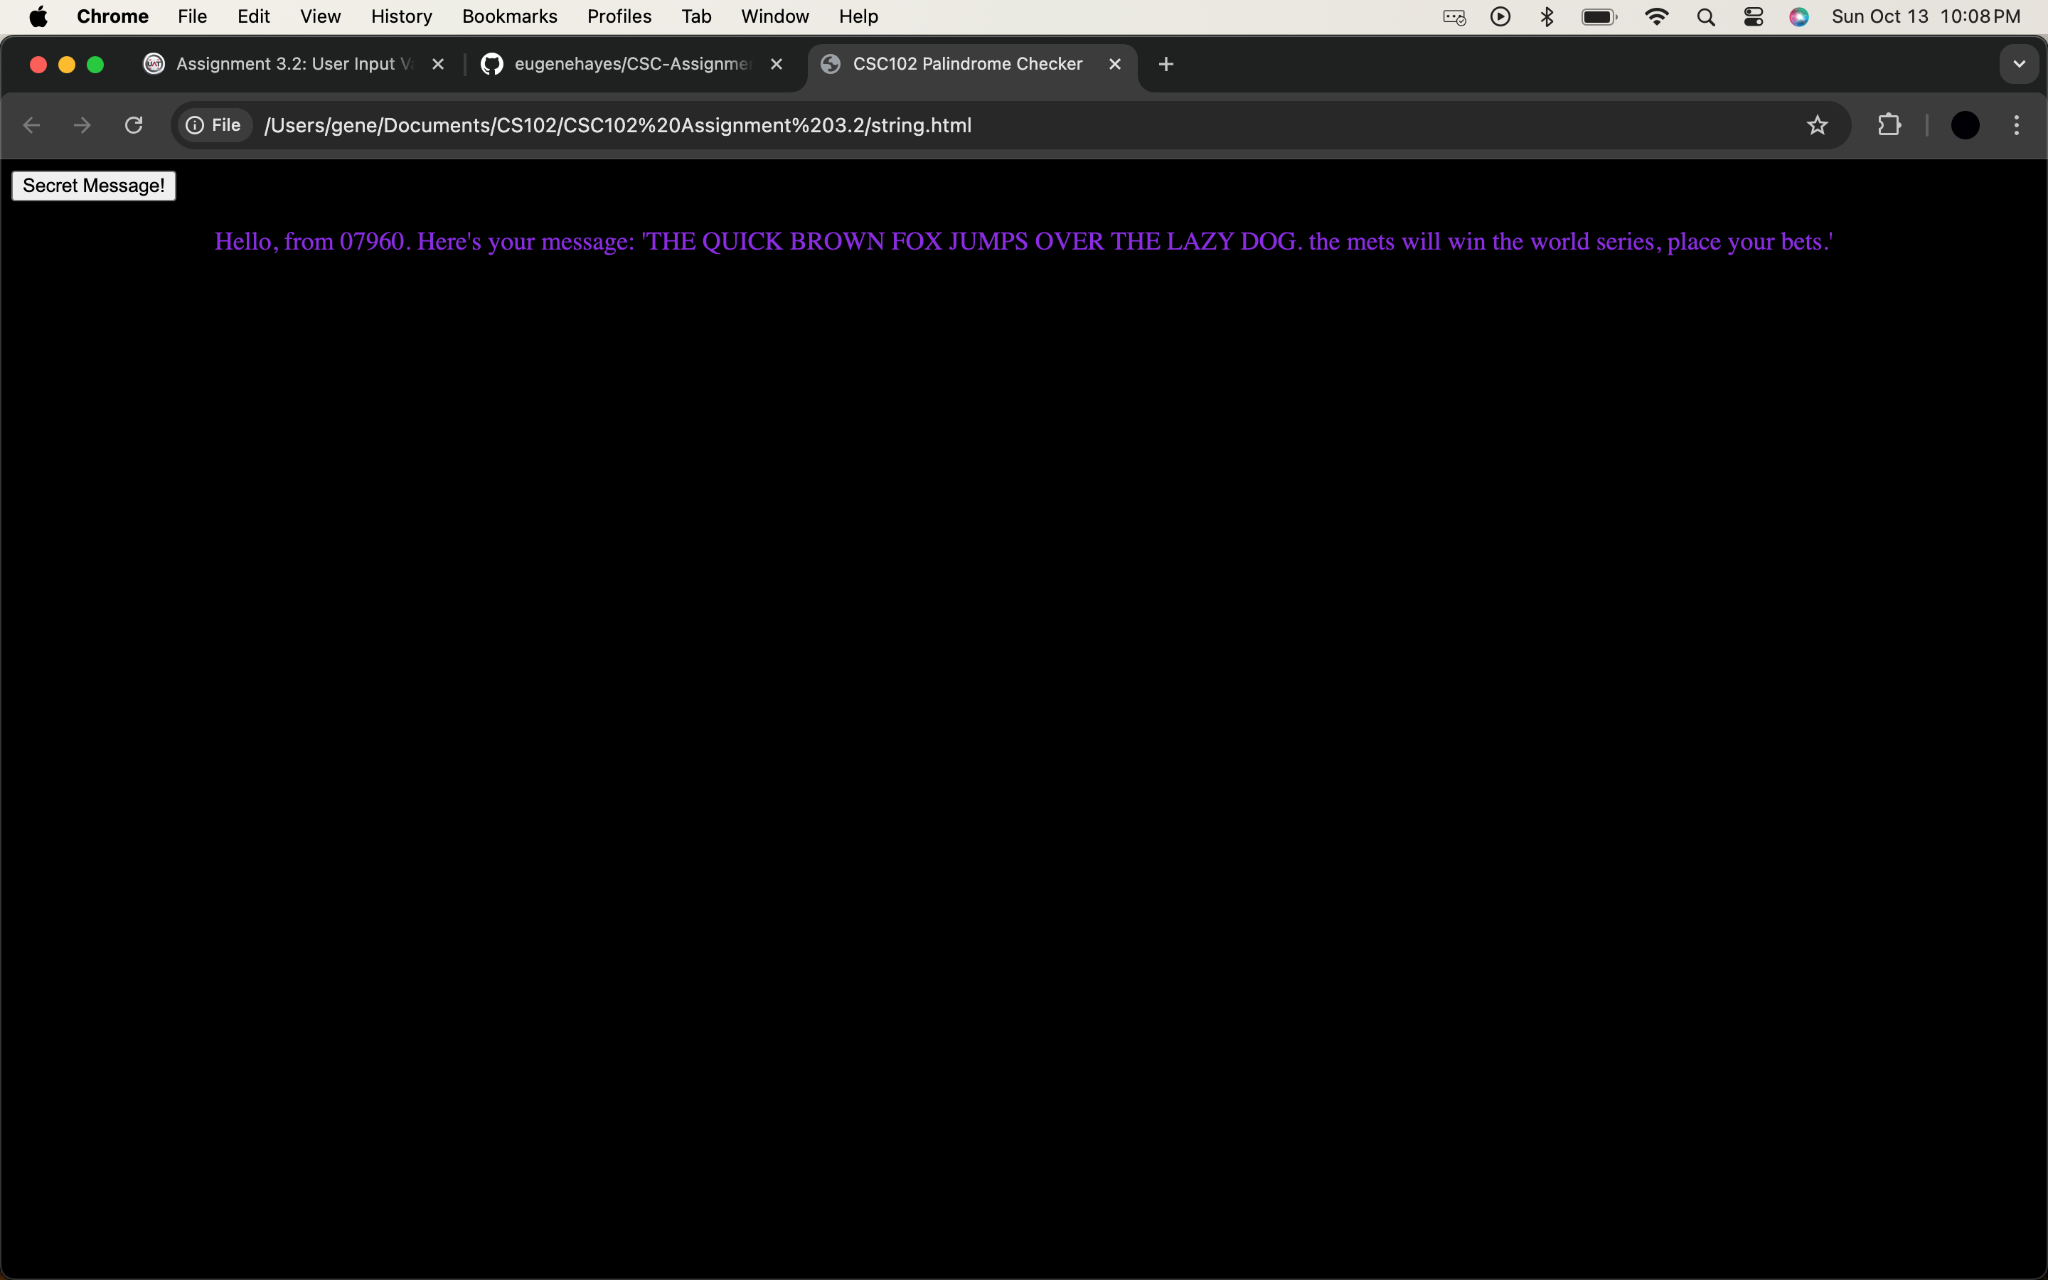 Chrome File Edit View History Bookmarks Profiles Tab Window Help Sun Oct 13 10:08 PM
Assignment 3.2: User Input eugenehayes/CSC-Assignme CSC102 Palindrome Checker
File /Users/gene/Documents/CS102/CSC102%20Assignment%203.2/string.html
Secret Message!
Hello, from 07960. Here's your message: 'THE QUICK BROWN FOX JUMPS OVER THE LAZY DOG. the mets will win the world series, place your bets.'